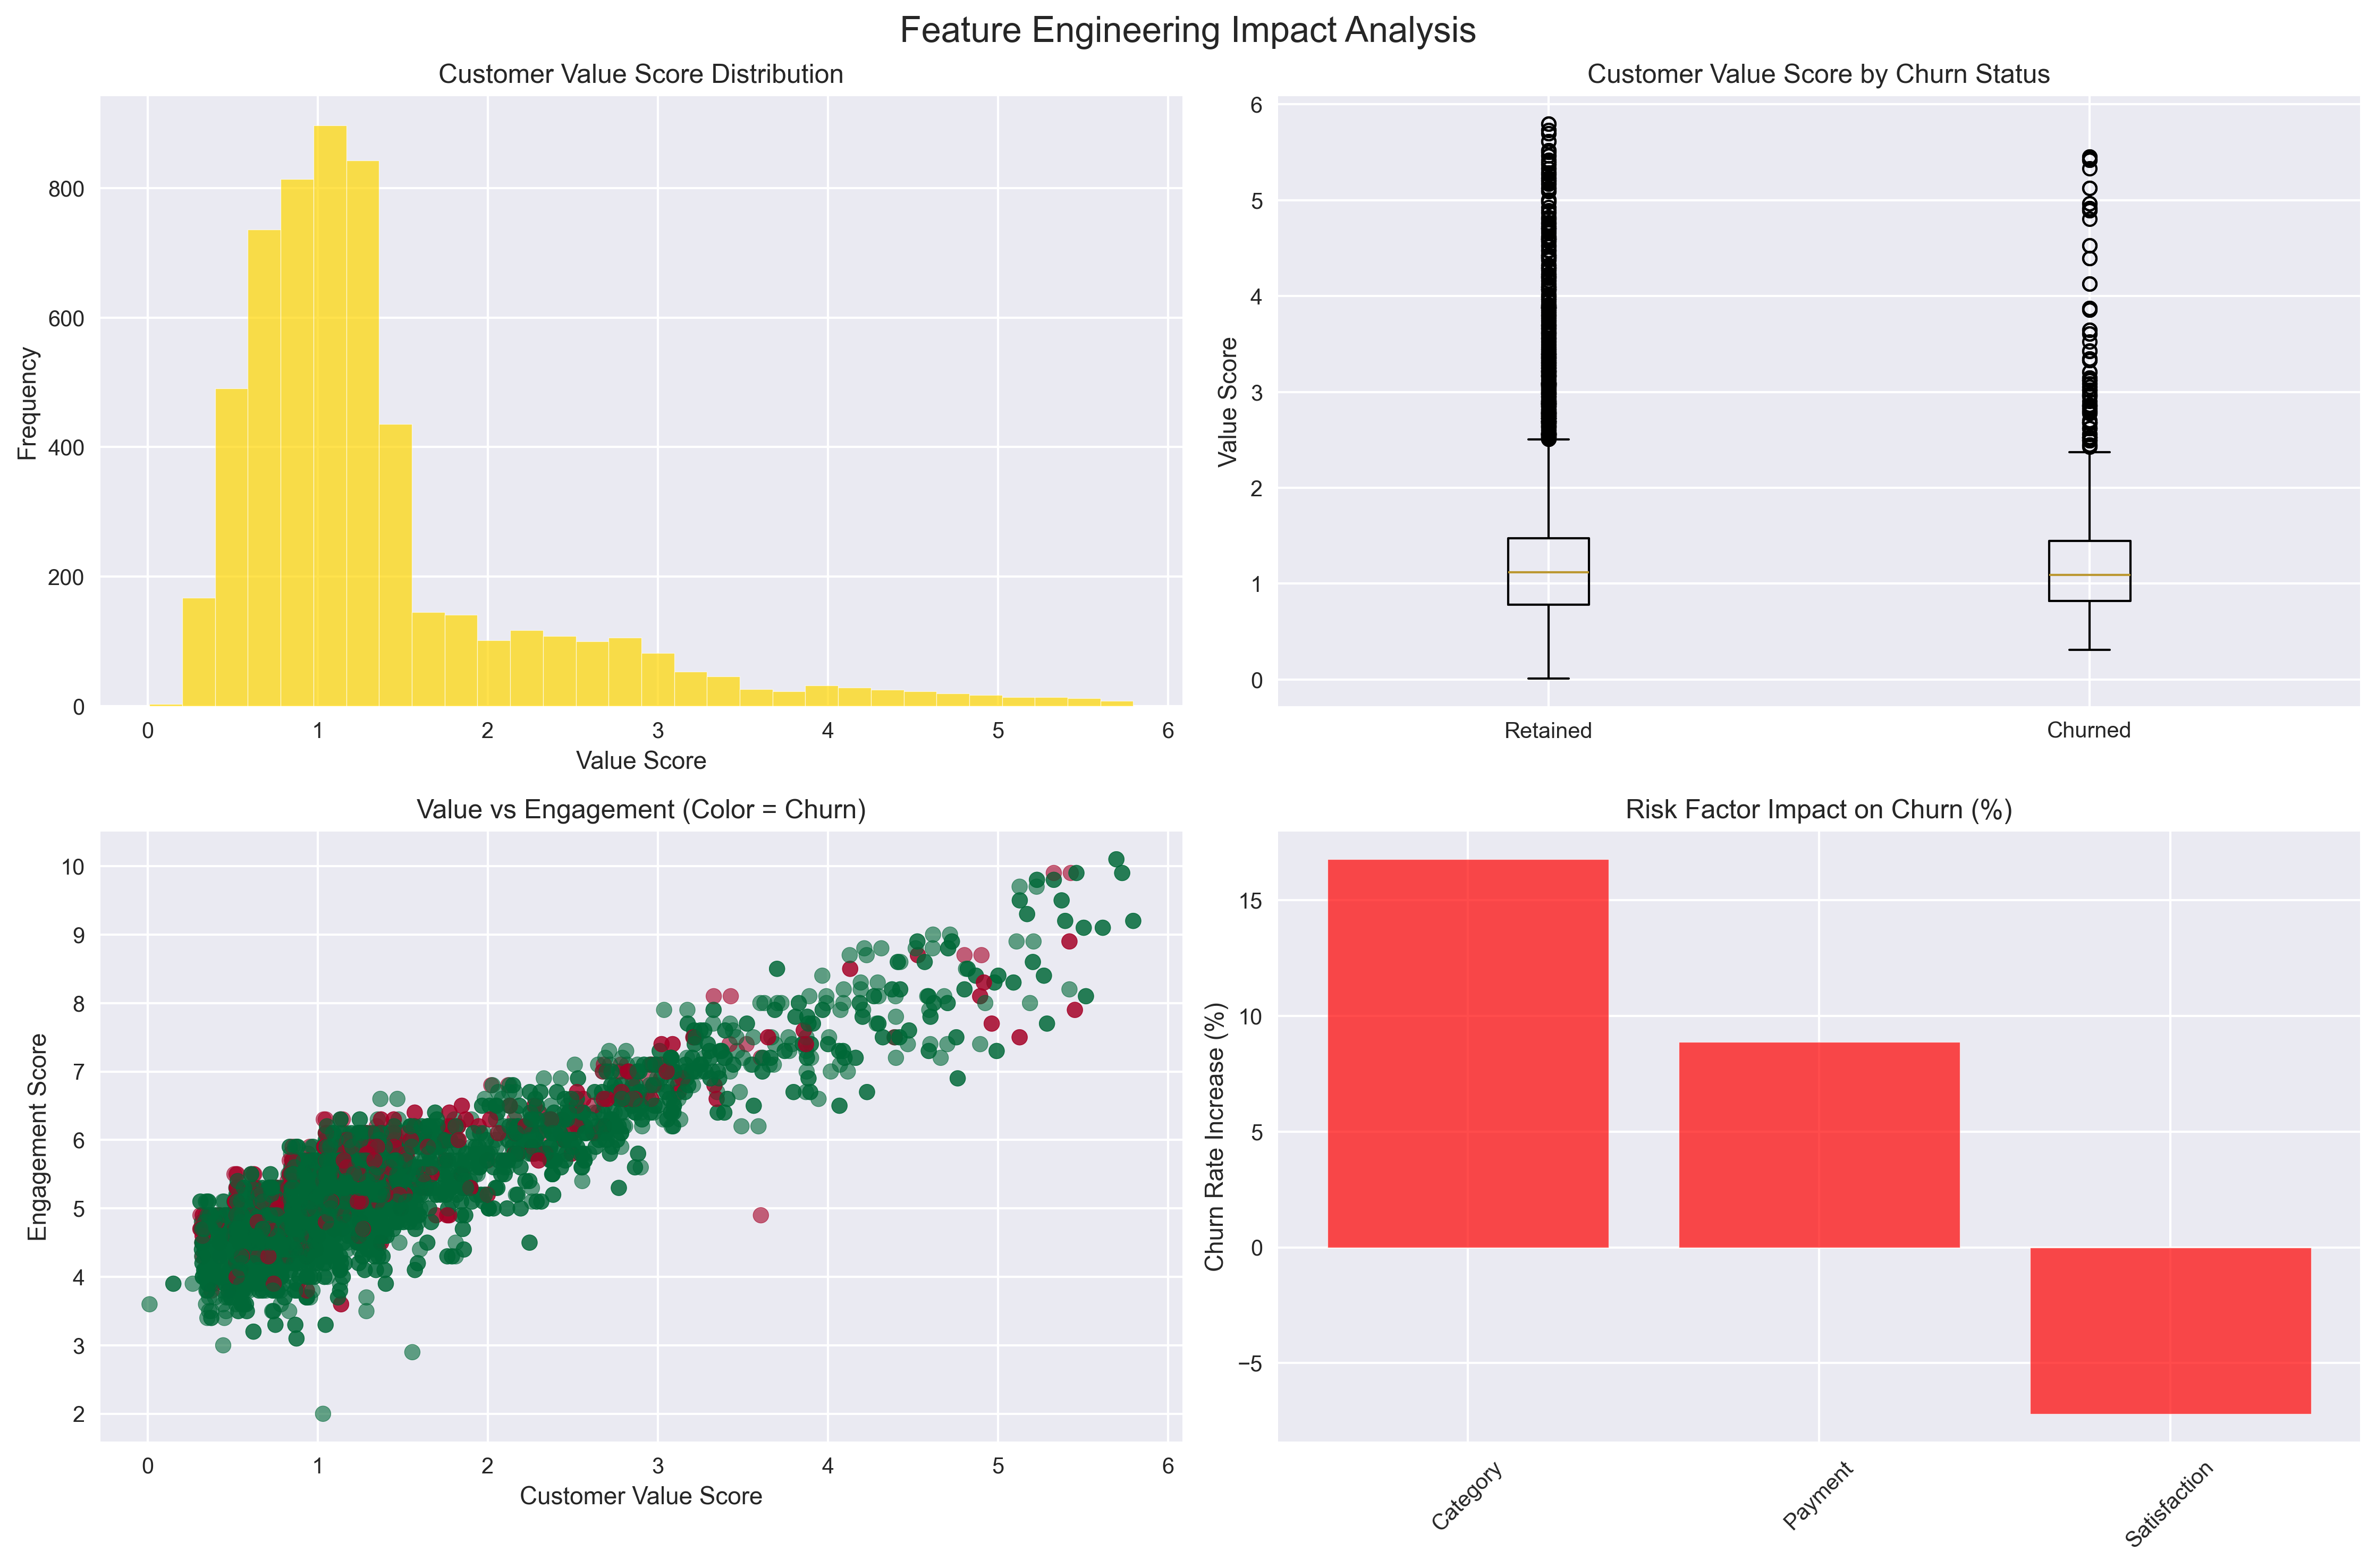 Feature Engineering Impact Analysis
Customer Value Score Distribution
Frequency
800
600
400
200
0
0 1 2 3 4 5 6
Value Score
Customer Value Score by Churn Status
Value Score
6
5
4
3
2
1
0
Retained Churned
Value vs Engagement (Color = Churn)
Engagement Score
10
9
8
7
6
5
4
3
2
0 1 2 3 4 5 6
Customer Value Score
Risk Factor Impact on Churn (%)
Churn Rate Increase (%)
15
10
5
0
−5
Category
Payment
Satisfaction